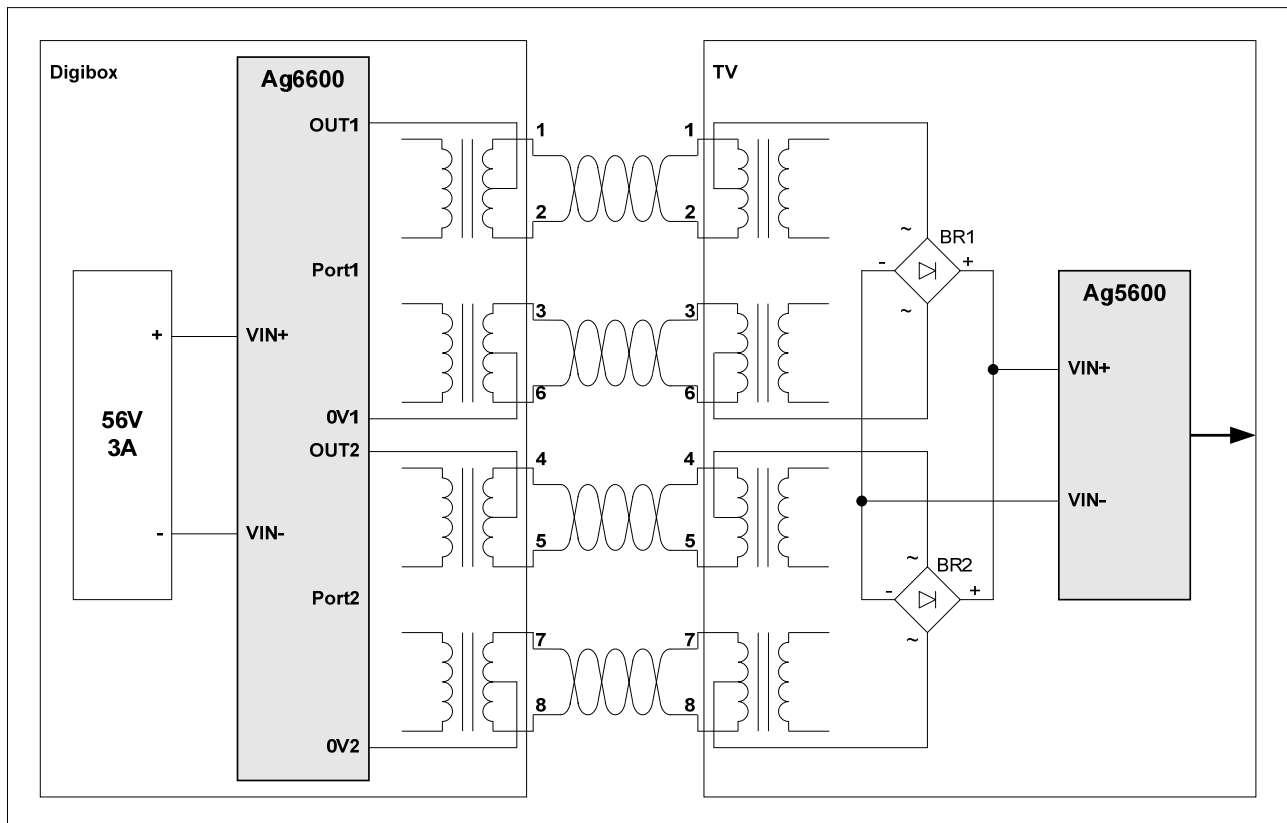 Digibox
Ag6600
OUT1
Port1
+
VIN+
56V
3A
0V1
OUT2
-
VIN-
Port2
0V2
1
2
3
6
4
5
7
8
TV
1
2
3
6
4
5
7
8
~
BR1
-
+
~
~
BR2
-
+
~
Ag5600
VIN+
VIN-